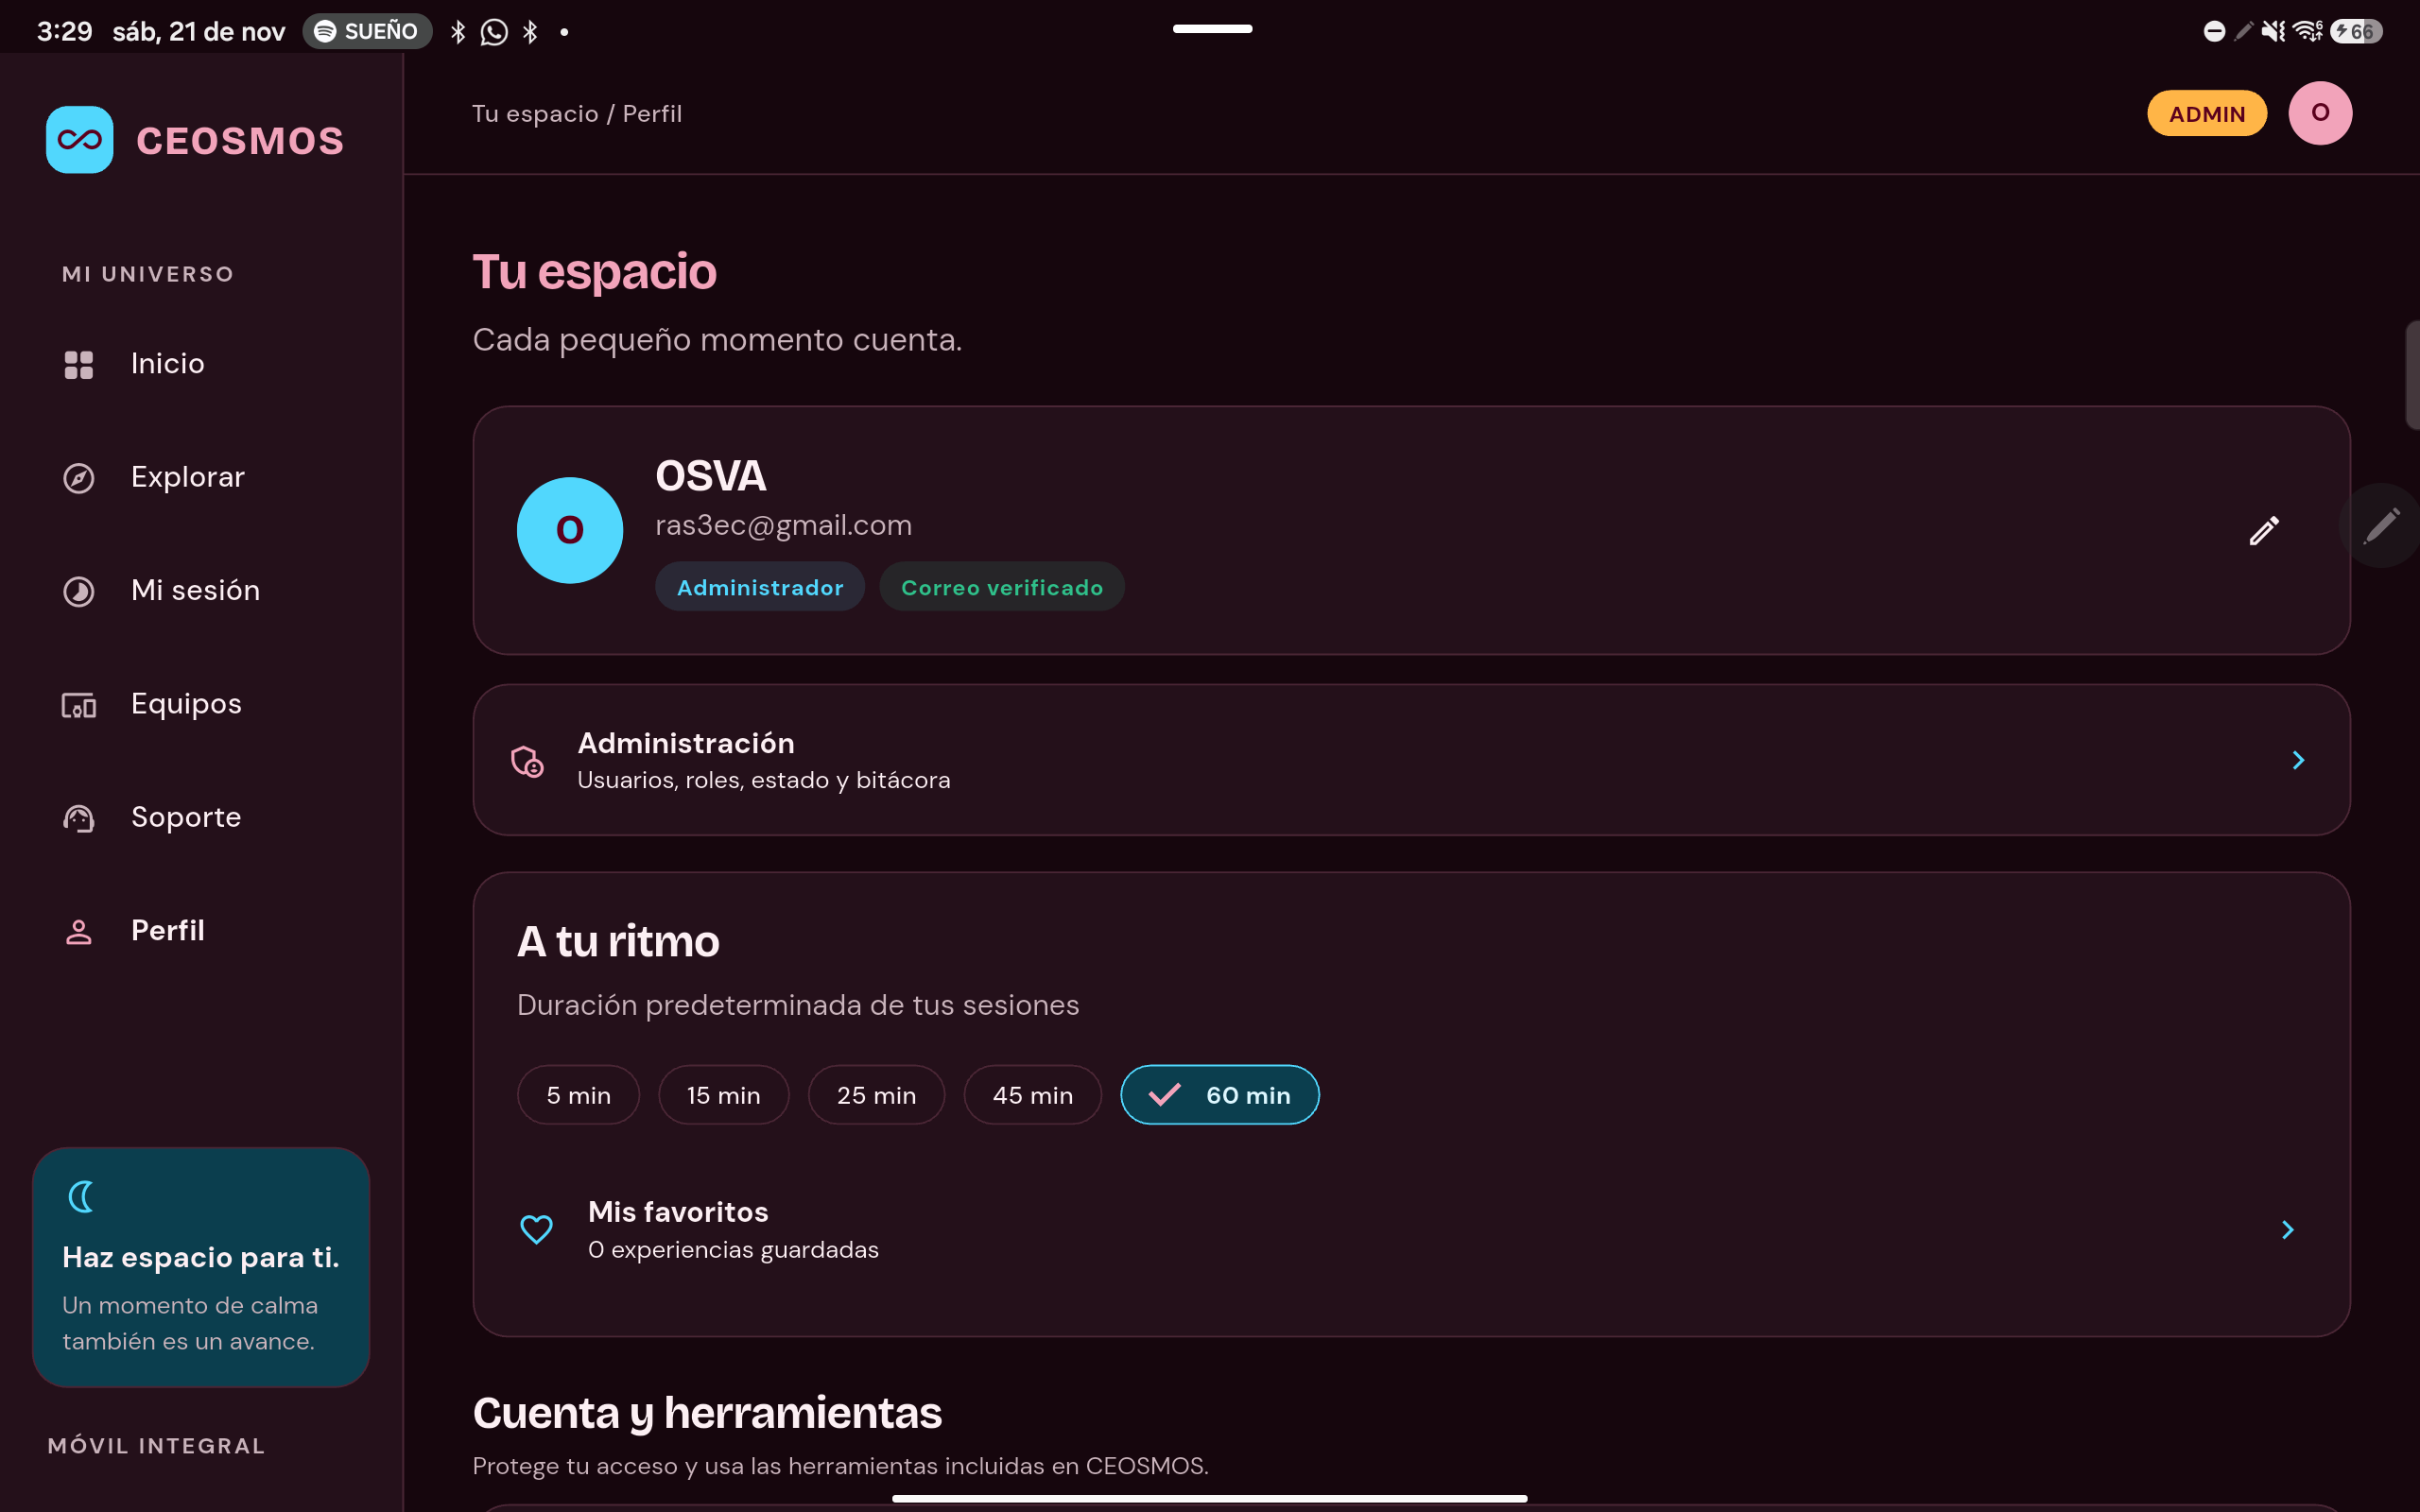 3:29 sáb, 21 de nov SUEÑO
6
66
CEOSMOS
Tu espacio / Perfil
ADMIN
O
MI UNIVERSO
Inicio
Explorar
Mi sesión
Equipos
Soporte
Perfil
Haz espacio para ti.
Un momento de calma
también es un avance.
MÓVIL INTEGRAL
Tu espacio
Cada pequeño momento cuenta.
O
OSVA
ras3ec@gmail.com
Administrador
Correo verificado
Administración
Usuarios, roles, estado y bitácora
A tu ritmo
Duración predeterminada de tus sesiones
5 min
15 min
25 min
45 min
60 min
Mis favoritos
0 experiencias guardadas
Cuenta y herramientas
Protege tu acceso y usa las herramientas incluidas en CEOSMOS.